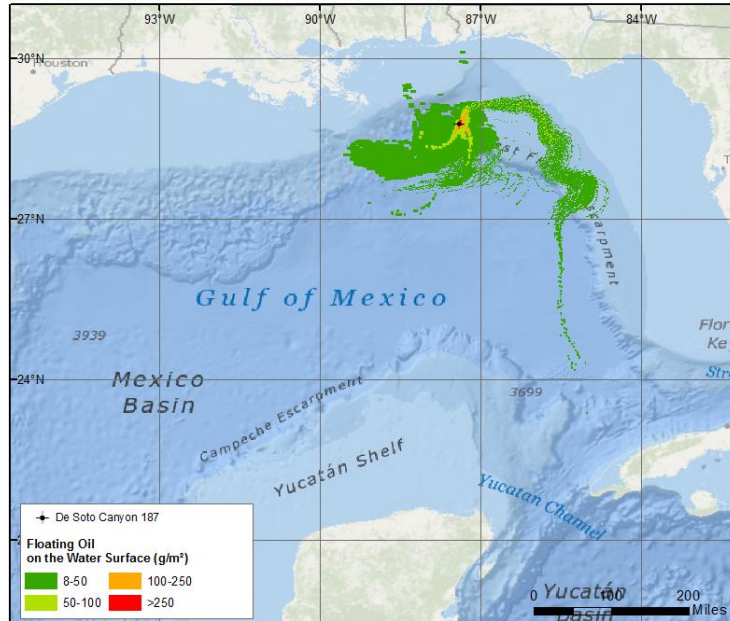 93°W 90°W 87°W 84°W
30°N
Houston
27°N
Escarpment
Gulf of Mexico
3939
Flor
Ke
24°N
Str
Mexico
Basin
3699
Campeche Escarpment
Yucatán Shelf
Yucatan Channel
De Soto Canyon 187
Floating Oil
on the Water Surface (g/m²)
8-50 100-250
50-100 >250
Yucatán
Basin
0 100 200
Miles